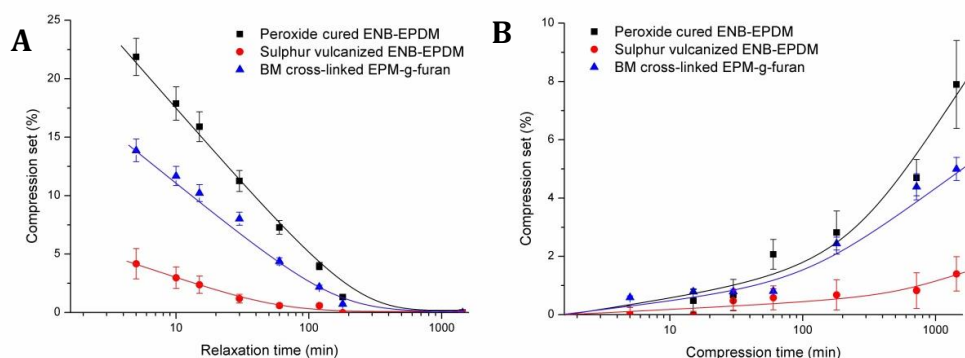 A
Peroxide cured ENB-EPDM
Sulphur vulcanized ENB-EPDM
BM cross-linked EPM-g-furan
Compression set (%)
25
20
15
10
5
0
10
100
1000
Relaxation time (min)
B
Peroxide cured ENB-EPDM
Sulphur vulcanized ENB-EPDM
BM cross-linked EPM-g-furan
Compression set (%)
10
8
6
4
2
0
10
100
1000
Compression time (min)